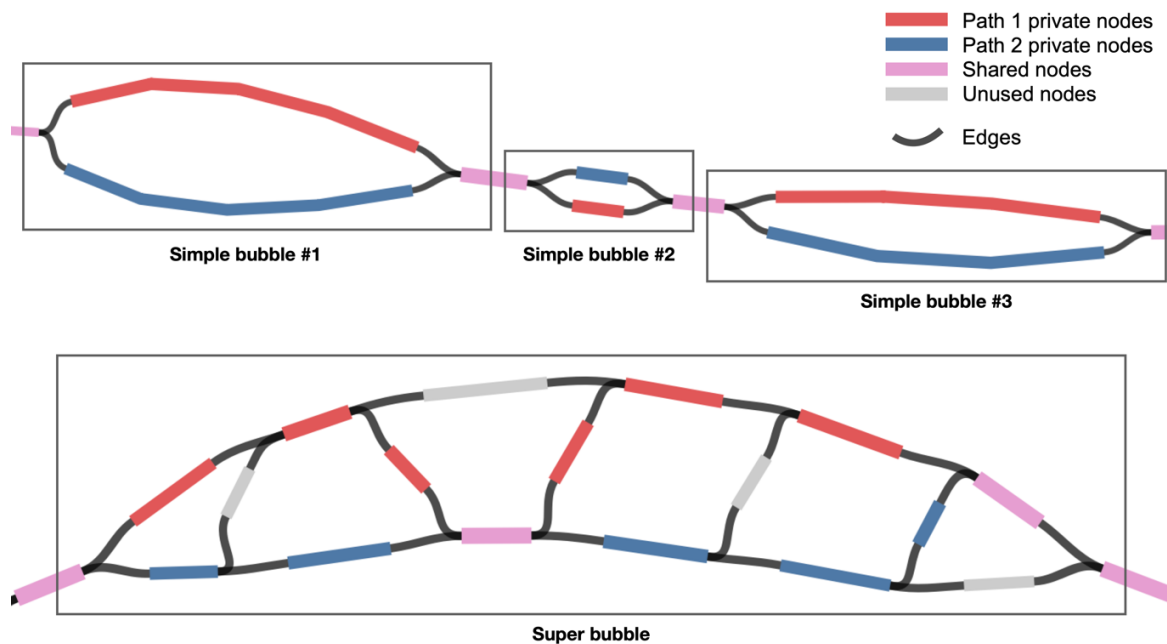 Path 1 private nodes
Path 2 private nodes
Shared nodes
Unused nodes
Edges
Simple bubble #1
Simple bubble #2
Simple bubble #3
Super bubble